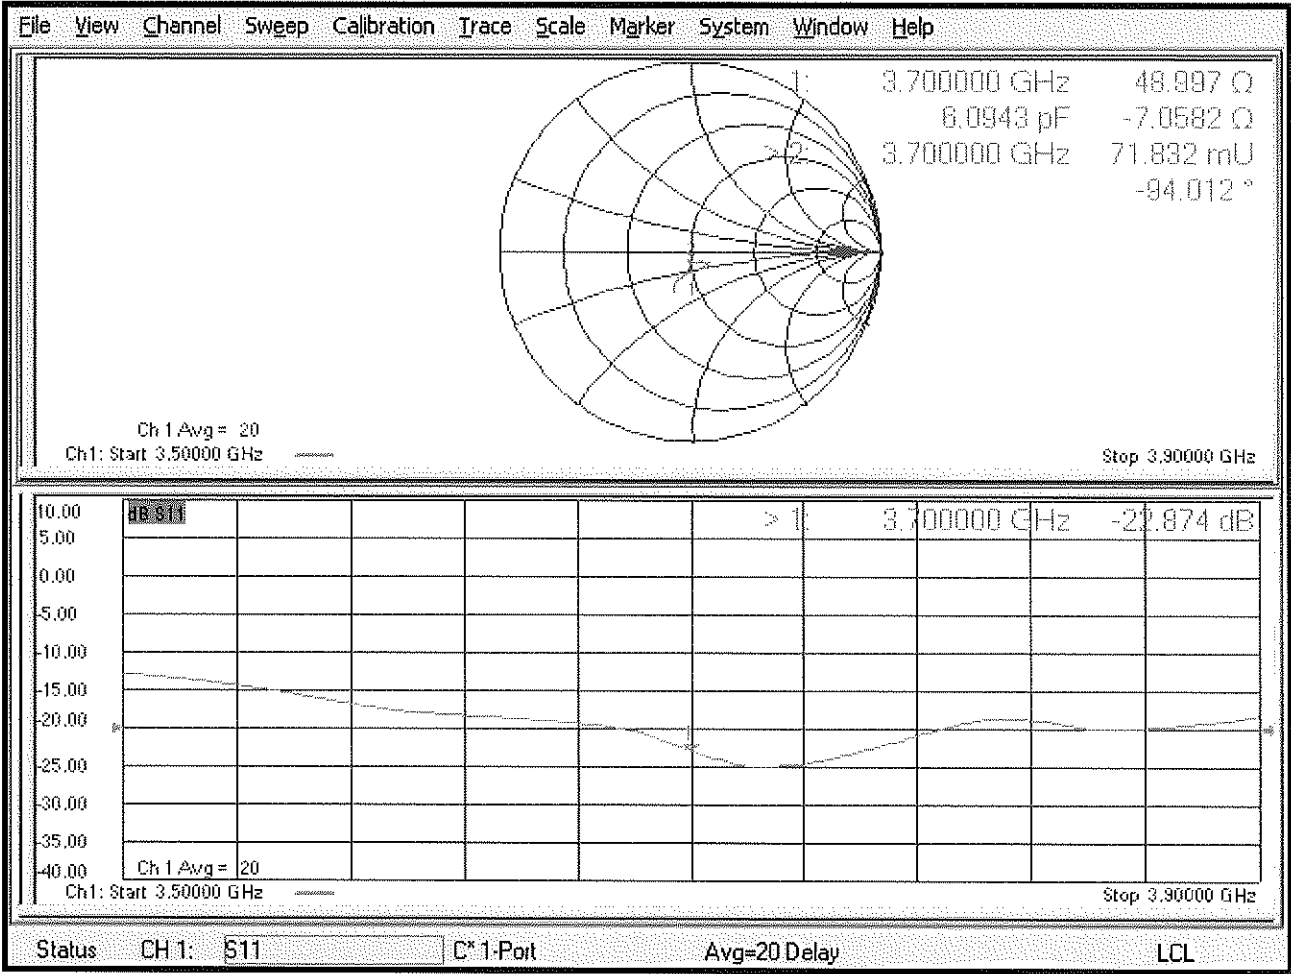 File View Channel Sweep Calibration Trace Scale Marker System Window Help
1: 3.700000 GHz 48.997 Ω
6.0943 pF -7.0582 Ω
> 2: 3.700000 GHz 71.832 mU
-94.012 °
Ch 1 Avg = 20
Ch1: Start 3.50000 GHz
Stop 3.90000 GHz
10.00
dB S11
> 1: 3.700000 GHz -22.874 dB
5.00
0.00
-5.00
-10.00
-15.00
-20.00
1
-25.00
-30.00
-35.00
-40.00
Ch 1 Avg = 20
Ch1: Start 3.50000 GHz
Stop 3.90000 GHz
Status CH 1: S11 C* 1-Port Avg=20 Delay LCL